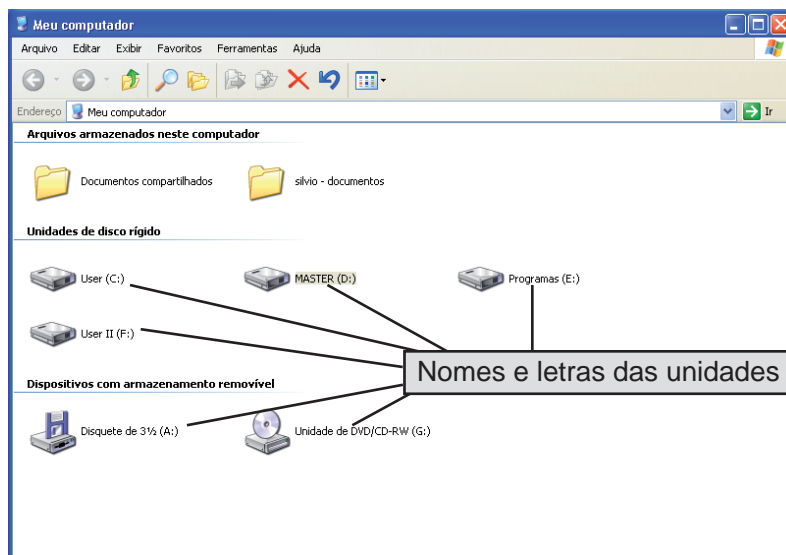 Meu computador
Arquivo Editar Exibir Favoritos Ferramentas Ajuda
Endereço Meu computador Ir
Arquivos armazenados neste computador
Documentos compartilhados silvio - documentos
Unidades de disco rígido
User (C:) MASTER (D:) Programas (E:)
User II (F:)
Nomes e letras das unidades
Dispositivos com armazenamento removível
Disquete de 3½ (A:) Unidade de DVD/CD-RW (G:)